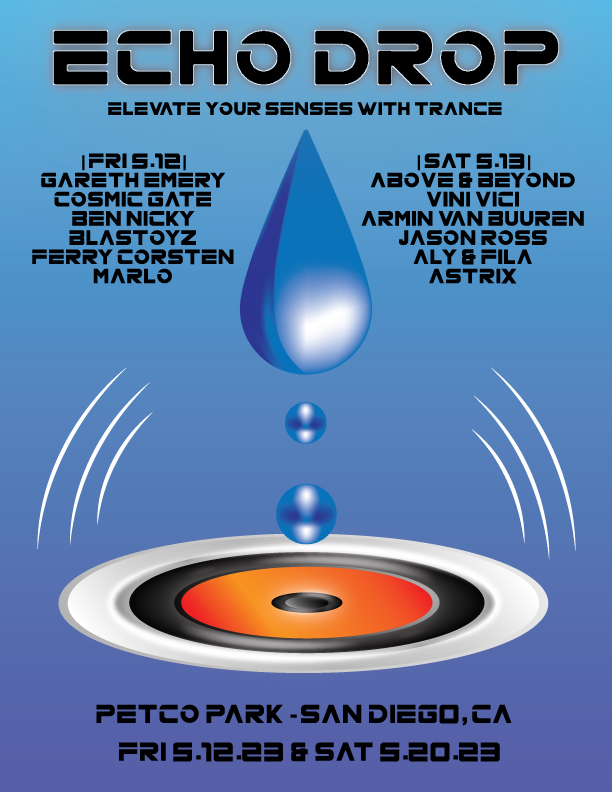 ECHO DROP
ELEVATE YOUR SENSES WITH TRANCE
|FRI 5.12|
GARETH EMERY
COSMIC GATE
BEN NICKY
BLASTOYZ
FERRY CORSTEN
MARLO
|SAT 5.13|
ABOVE & BEYOND
VINI VICI
ARMIN VAN BUUREN
JASON ROSS
ALY & FILA
ASTRIX
PETCO PARK - SAN DIEGO, CA
FRI 5.12.23 & SAT 5.20.23